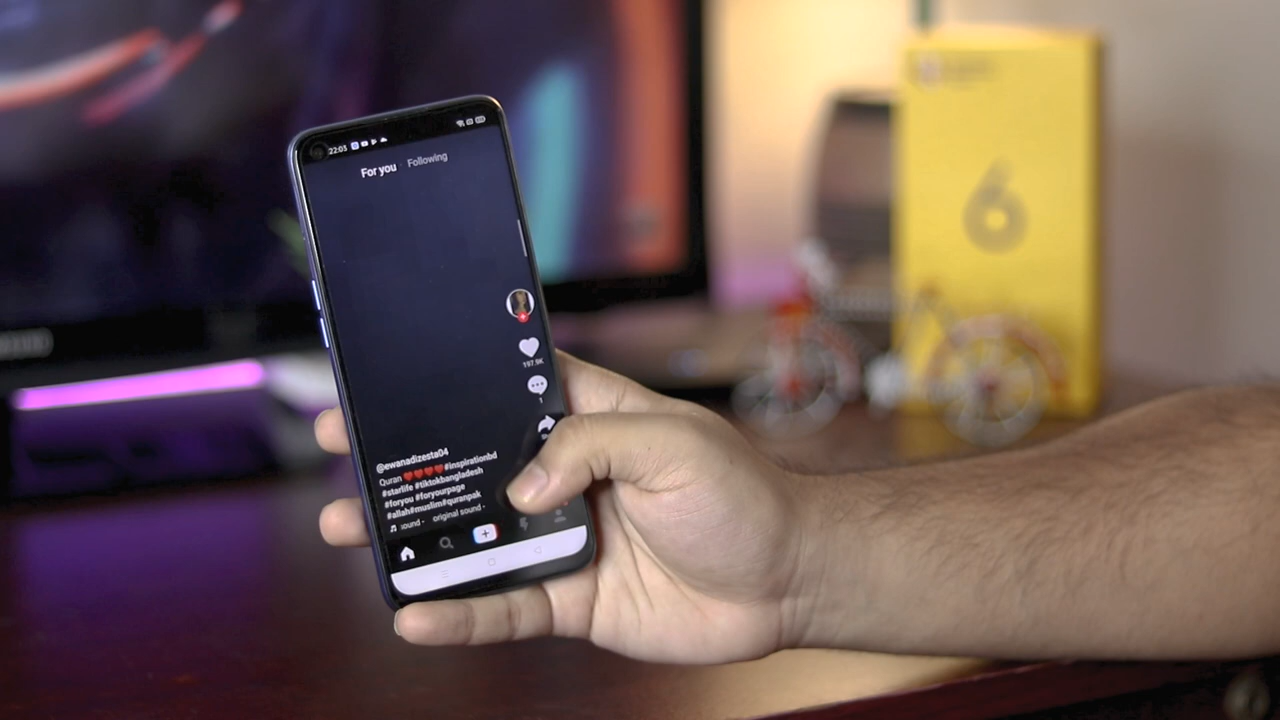 22:03
For you Following
197.9K
1
@ewanadizesta04
Quran ❤️❤️❤️❤️ #inspirationbd
#starlife #tiktokbangladesh
#foryou #foryourpage
#allah#muslim#quranpak
♫ sound - original sound -
6